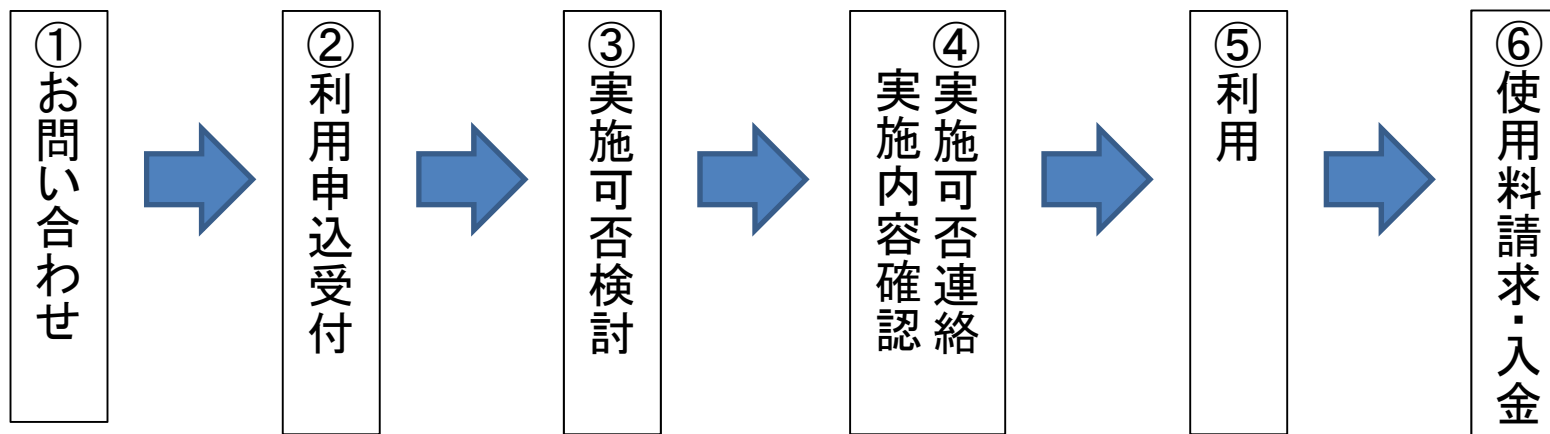 ①お問い合わせ
②利用申込受付
③実施可否検討
④実施可否連絡
実施内容確認
⑤利用
⑥使用料請求・入金